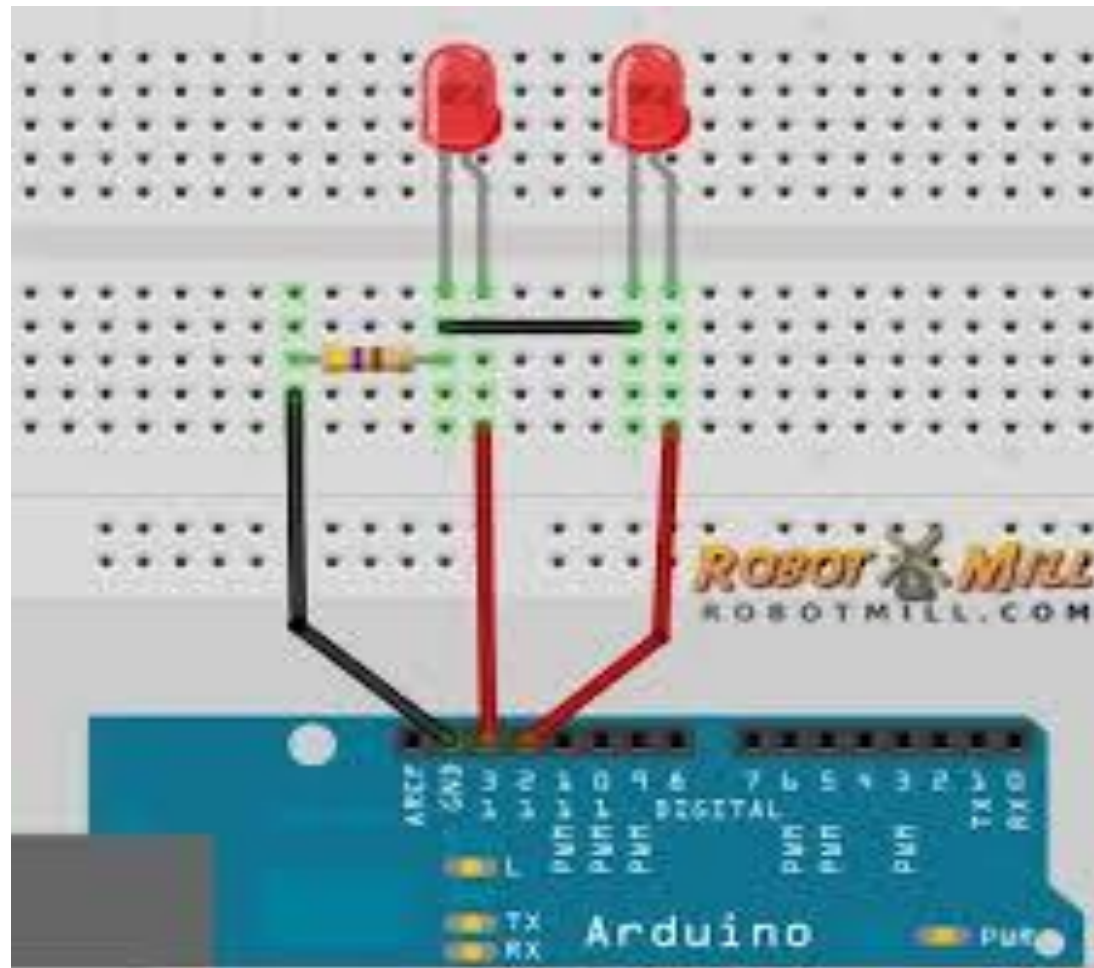 ROBOT MILL
ROBOTMILL.COM
AREF
GND
13
12
11
10
9
8
7
6
5
4
3
2
1
0
PWM
PWM
PWM
DIGITAL
PWM
PWM
PWM
TX
RX
L
TX
RX
Arduino
PWR